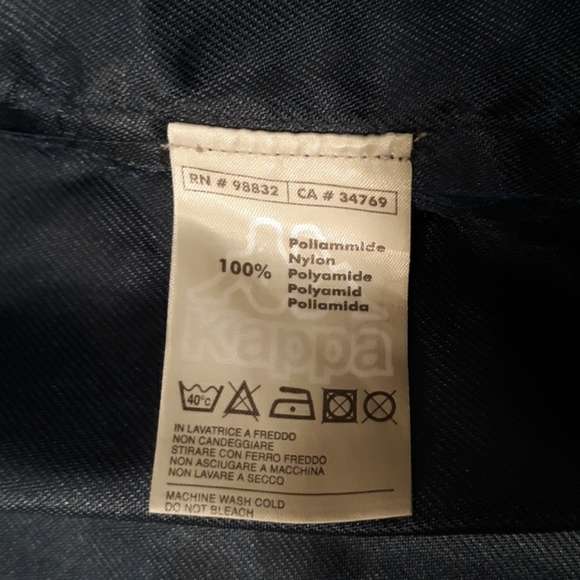 RN # 98832 CA # 34769
Poliammide
Nylon
100% Polyamide
Polyamid
Poliamida
Kappa
40°c
IN LAVATRICE A FREDDO
NON CANDEGGIARE
STIRARE CON FERRO FREDDO
NON ASCIUGARE A MACCHINA
NON LAVARE A SECCO
MACHINE WASH COLD
DO NOT BLEACH